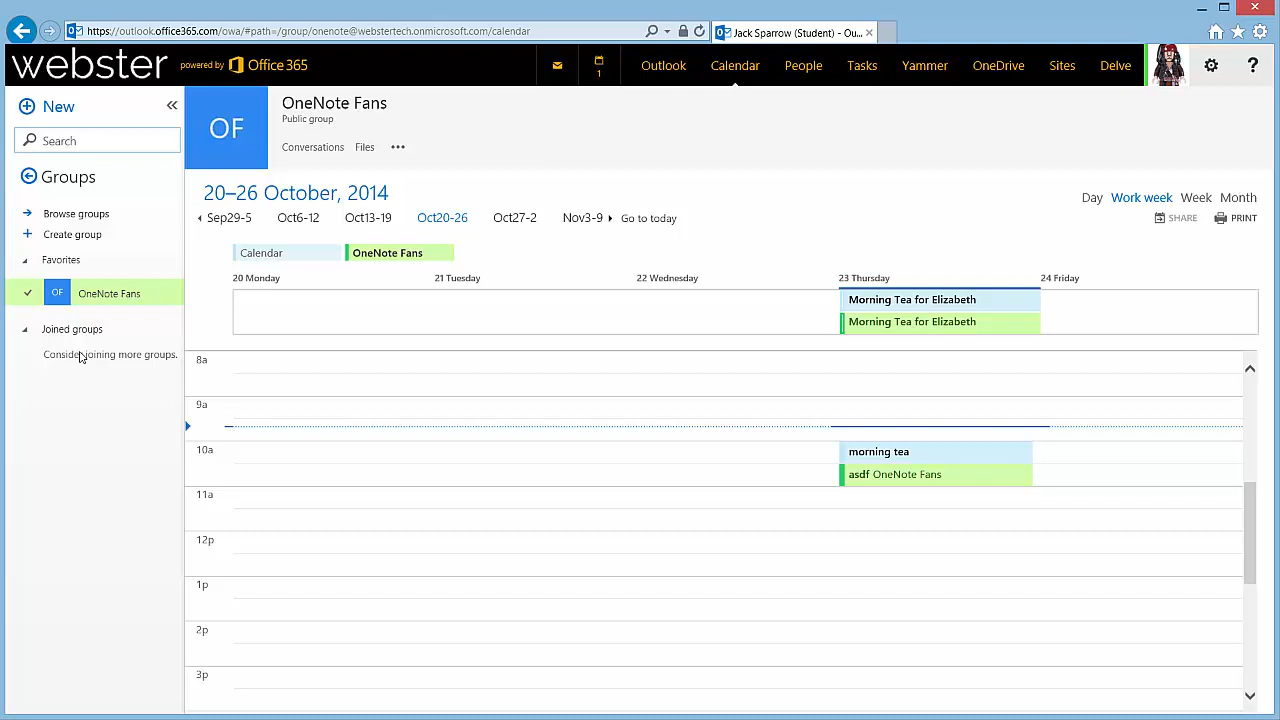 https://outlook.office365.com/owa/#path=/group/onenote@webstertech.onmicrosoft.com/calendar
Jack Sparrow (Student) - Ou...
webster powered by Office 365
1
Outlook Calendar People Tasks Yammer OneDrive Sites Delve ?
New
Search
Groups
Browse groups
Create group
Favorites
OF OneNote Fans
Joined groups
Consider joining more groups.
OF
OneNote Fans
Public group
Conversations Files •••
20–26 October, 2014
Day Work week Week Month
Sep29-5 Oct6-12 Oct13-19 Oct20-26 Oct27-2 Nov3-9 Go to today
SHARE PRINT
Calendar OneNote Fans
20 Monday 21 Tuesday 22 Wednesday 23 Thursday 24 Friday
Morning Tea for Elizabeth
Morning Tea for Elizabeth
8a
9a
10a
morning tea
asdf OneNote Fans
11a
12p
1p
2p
3p